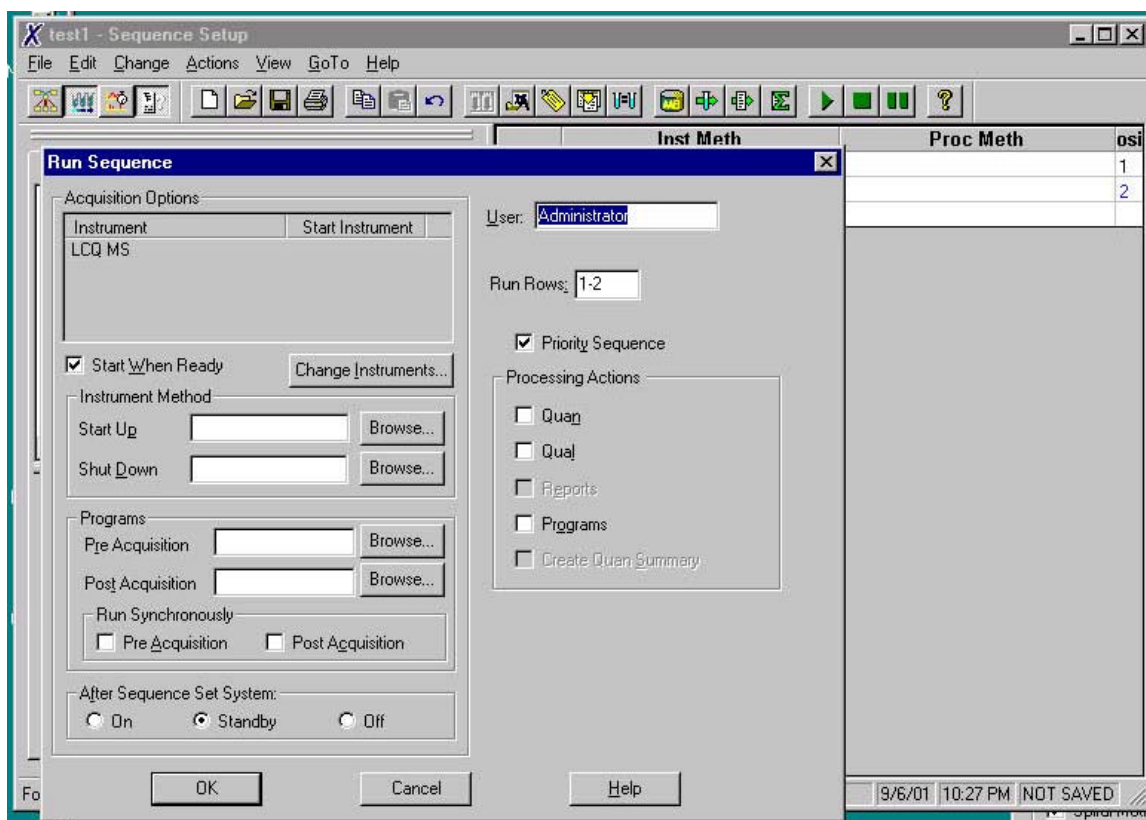 test1 - Sequence Setup
File Edit Change Actions View GoTo Help
Inst Meth Proc Meth osi
1
2
Run Sequence
Acquisition Options
Instrument Start Instrument
LCQ MS
User: Administrator
Run Rows: 1-2
Start When Ready
Change Instruments...
Priority Sequence
Instrument Method
Start Up Browse...
Shut Down Browse...
Processing Actions
Quan
Qual
Reports
Programs
Create Quan Summary
Programs
Pre Acquisition Browse...
Post Acquisition Browse...
Run Synchronously
Pre Acquisition Post Acquisition
After Sequence Set System:
On Standby Off
OK Cancel Help
Fo 9/6/01 10:27 PM NOT SAVED